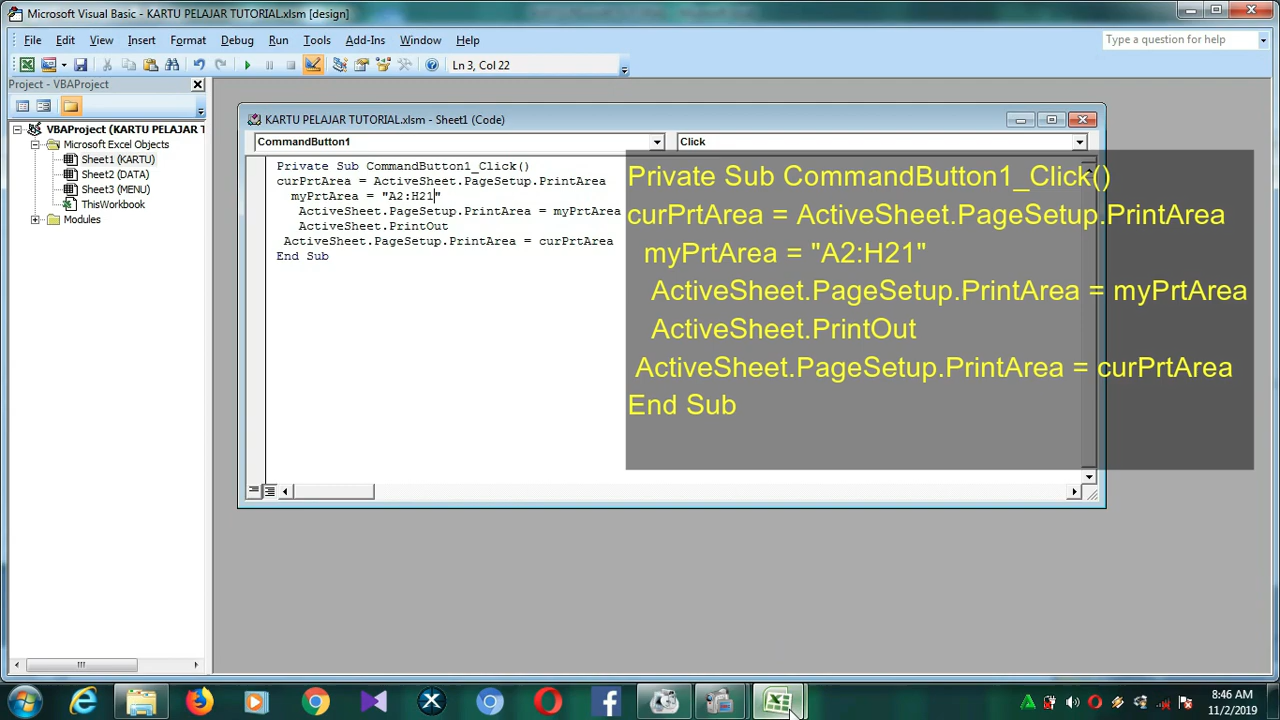 Microsoft Visual Basic - KARTU PELAJAR TUTORIAL.xlsm [design]
File Edit View Insert Format Debug Run Tools Add-Ins Window Help
Type a question for help
Ln 3, Col 22
Project - VBAProject
VBAProject (KARTU PELAJAR T
Microsoft Excel Objects
Sheet1 (KARTU)
Sheet2 (DATA)
Sheet3 (MENU)
ThisWorkbook
Modules
KARTU PELAJAR TUTORIAL.xlsm - Sheet1 (Code)
CommandButton1
Click
Private Sub CommandButton1_Click()
curPrtArea = ActiveSheet.PageSetup.PrintArea
myPrtArea = "A2:H21"
ActiveSheet.PageSetup.PrintArea = myPrtArea
ActiveSheet.PrintOut
ActiveSheet.PageSetup.PrintArea = curPrtArea
End Sub
Private Sub CommandButton1_Click()
curPrtArea = ActiveSheet.PageSetup.PrintArea
myPrtArea = "A2:H21"
ActiveSheet.PageSetup.PrintArea = myPrtArea
ActiveSheet.PrintOut
ActiveSheet.PageSetup.PrintArea = curPrtArea
End Sub
8:46 AM
11/2/2019